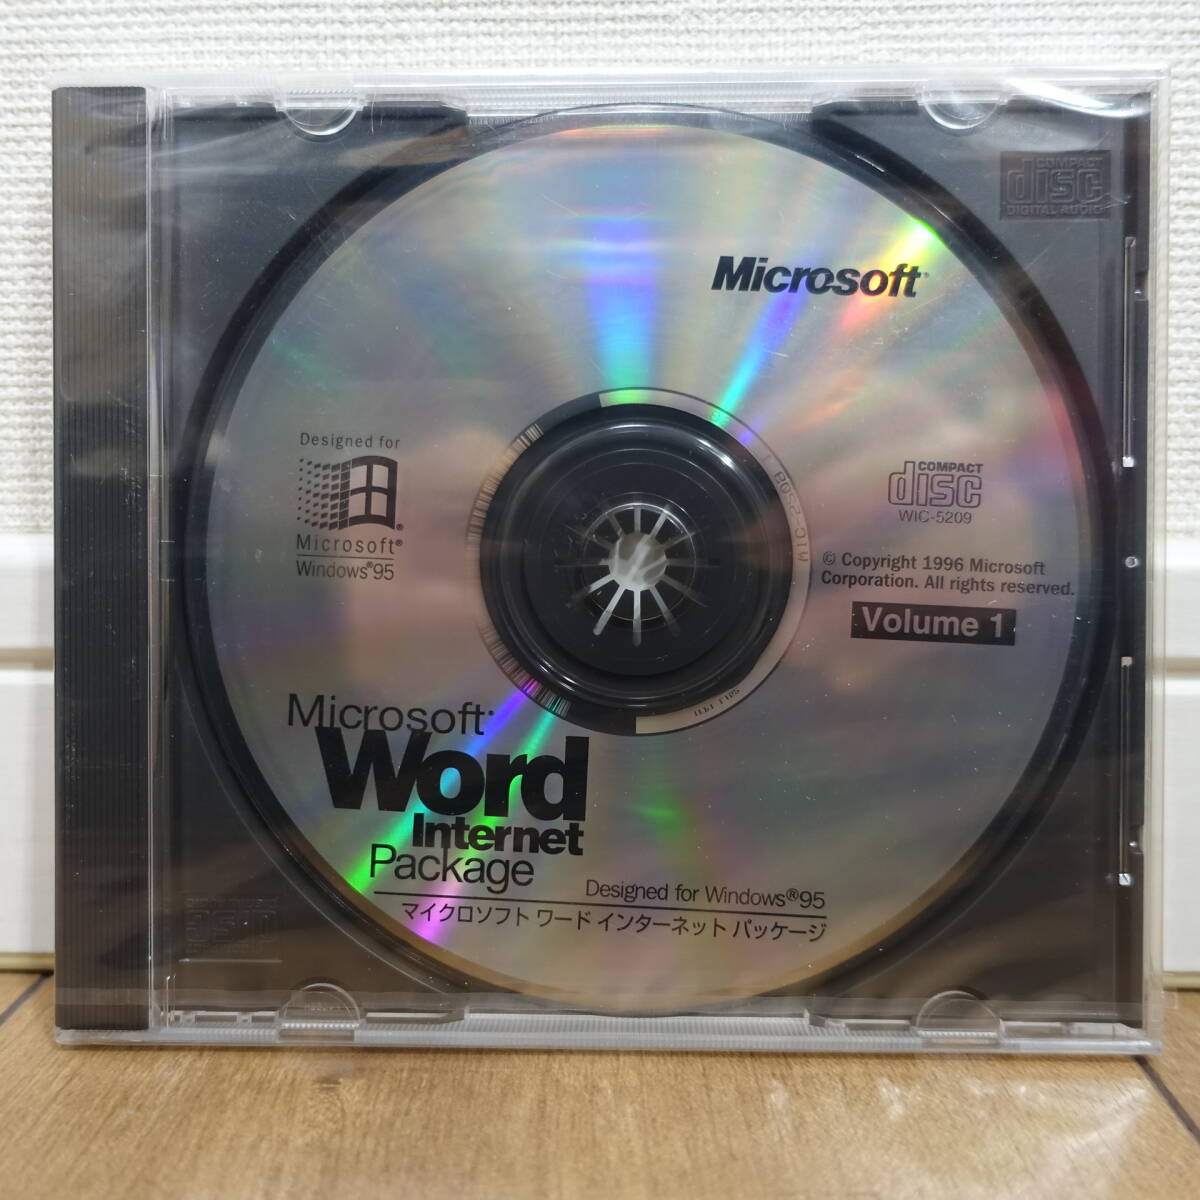 COMPACT
disc
DIGITAL AUDIO
Microsoft
Designed for
Microsoft®
Windows®95
COMPACT
disc
WIC-5209
© Copyright 1996 Microsoft
Corporation. All rights reserved.
Volume 1
WIC-5209
Microsoft
Word
Internet
Package
Designed for Windows®95
マイクロソフト ワード インターネット パッケージ